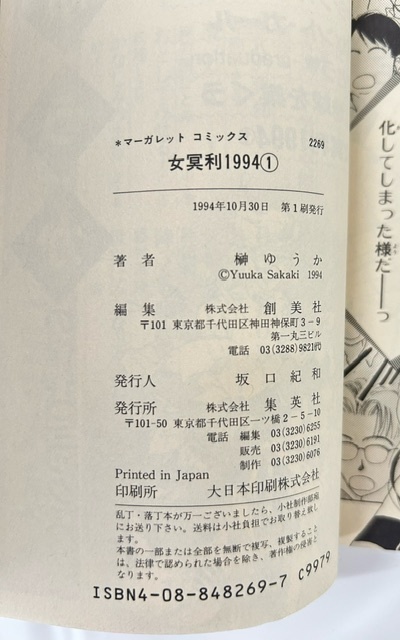 *マーガレット コミックス 2269
女冥利1994①
1994年10月30日 第1刷発行
著者 榊ゆうか
©Yuuka Sakaki 1994
編集 株式会社 創美社
〒101 東京都千代田区神田神保町3-9
第一丸三ビル
電話 03(3288)9821代
発行人 坂口紀和
発行所 株式会社 集英社
〒101-50 東京都千代田区一ツ橋2-5-10
電話 編集 03(3230)6255
販売 03(3230)6191
制作 03(3230)6076
Printed in Japan
印刷所 大日本印刷株式会社
乱丁・落丁本が万一ございましたら、小社制作部宛
にお送り下さい。送料は小社負担でお取り替え致し
ます。
本書の一部または全部を無断で複写、複製すること
は、法律で認められた場合を除き、著作権の侵害と
なります。
ISBN4-08-848269-7 C9979
化してしまった様だ――っ